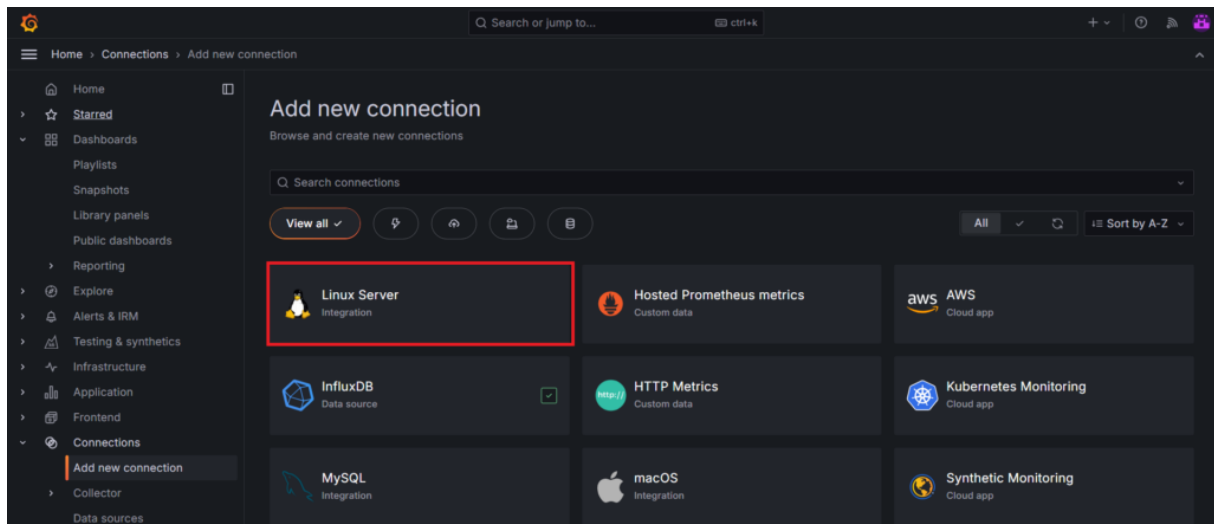 Search or jump to...
ctrl+k
Home › Connections › Add new connection
Home
Starred
Dashboards
Playlists
Snapshots
Library panels
Public dashboards
Reporting
Explore
Alerts & IRM
Testing & synthetics
Infrastructure
Application
Frontend
Connections
Add new connection
Collector
Data sources
Add new connection
Browse and create new connections
Search connections
View all
All
Sort by A-Z
Linux Server
Integration
Hosted Prometheus metrics
Custom data
aws
AWS
Cloud app
InfluxDB
Data source
http://
HTTP Metrics
Custom data
Kubernetes Monitoring
Cloud app
MySQL
Integration
macOS
Integration
Synthetic Monitoring
Cloud app